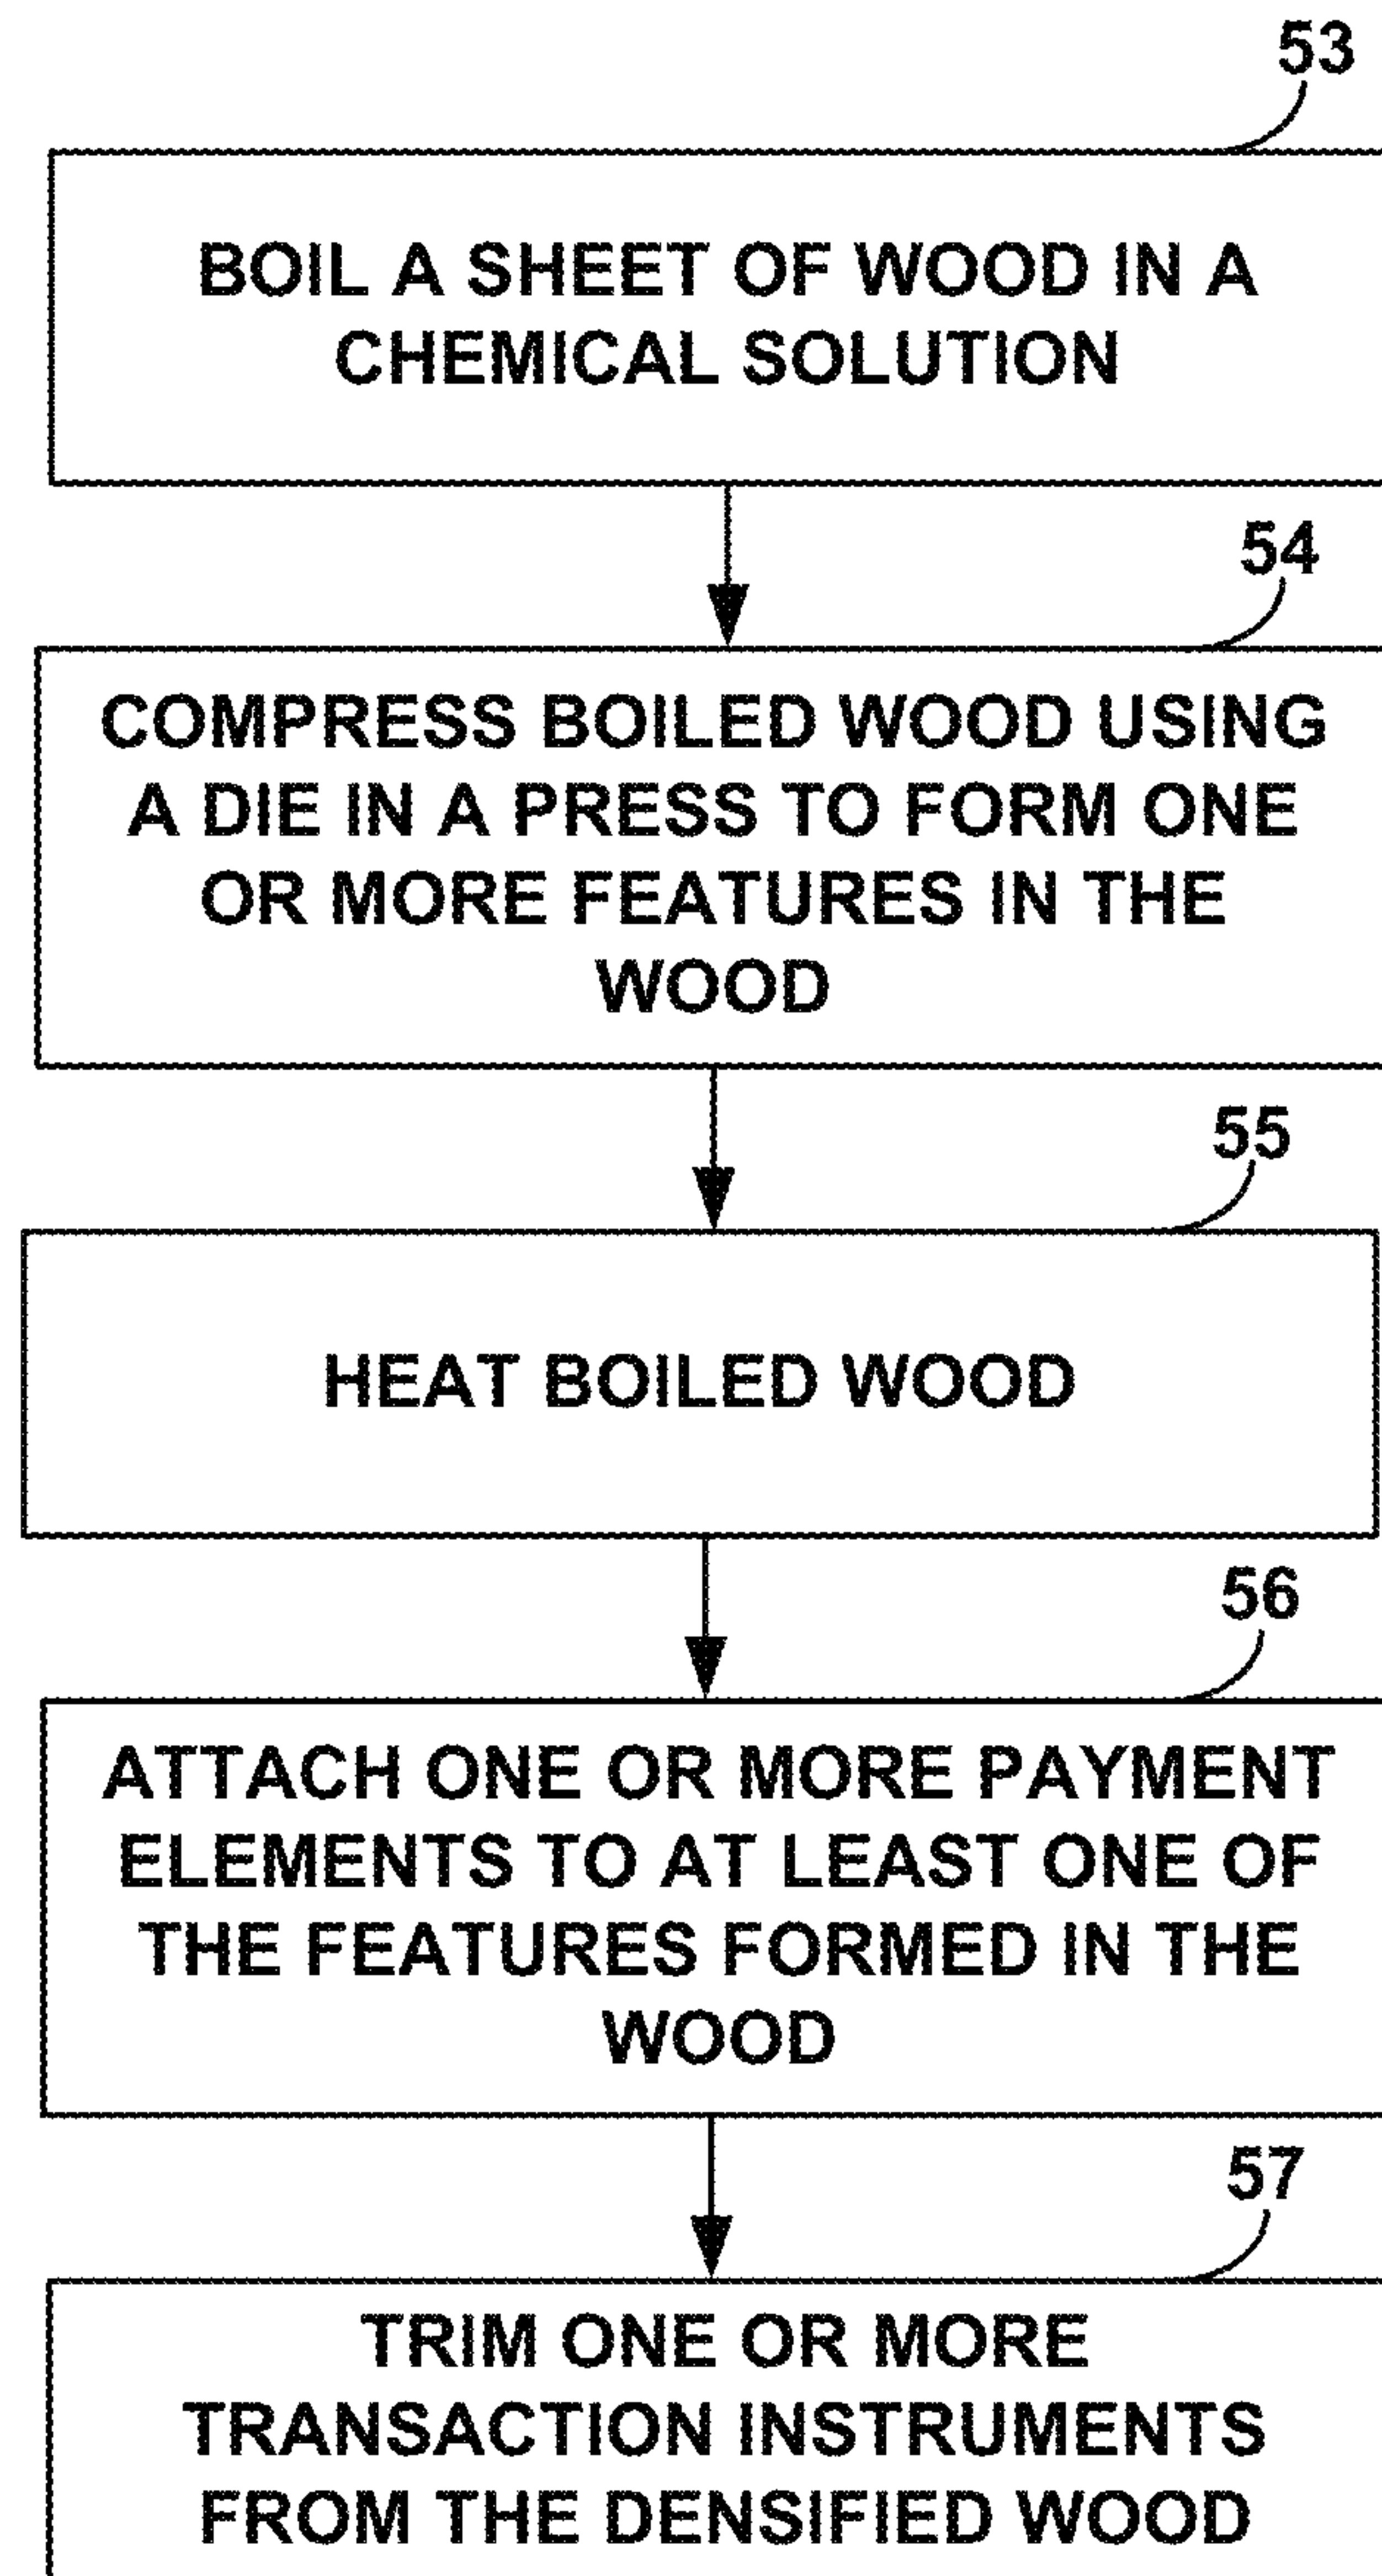 53
BOIL A SHEET OF WOOD IN A
CHEMICAL SOLUTION
54
COMPRESS BOILED WOOD USING
A DIE IN A PRESS TO FORM ONE
OR MORE FEATURES IN THE
WOOD
55
HEAT BOILED WOOD
56
ATTACH ONE OR MORE PAYMENT
ELEMENTS TO AT LEAST ONE OF
THE FEATURES FORMED IN THE
WOOD
57
TRIM ONE OR MORE
TRANSACTION INSTRUMENTS
FROM THE DENSIFIED WOOD